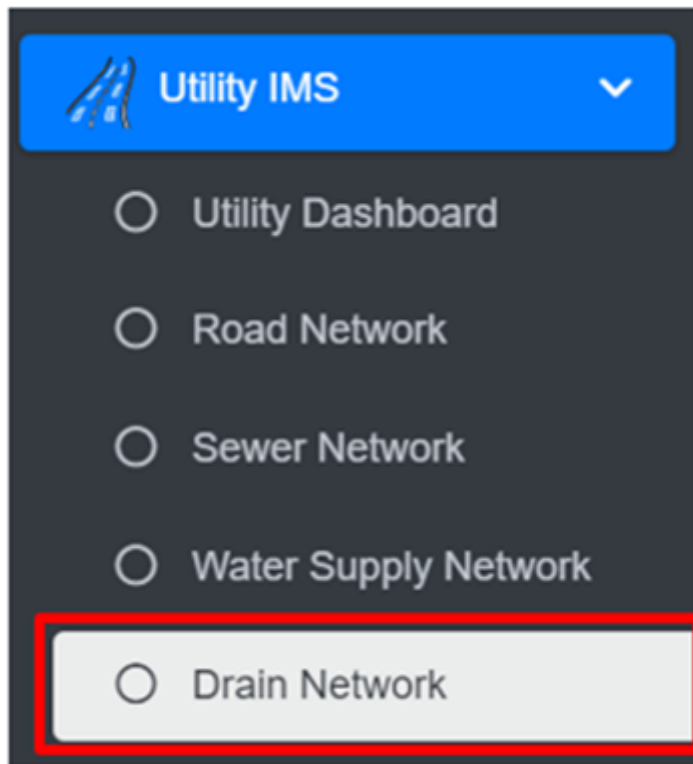 Utility IMS
Utility Dashboard
Road Network
Sewer Network
Water Supply Network
Drain Network